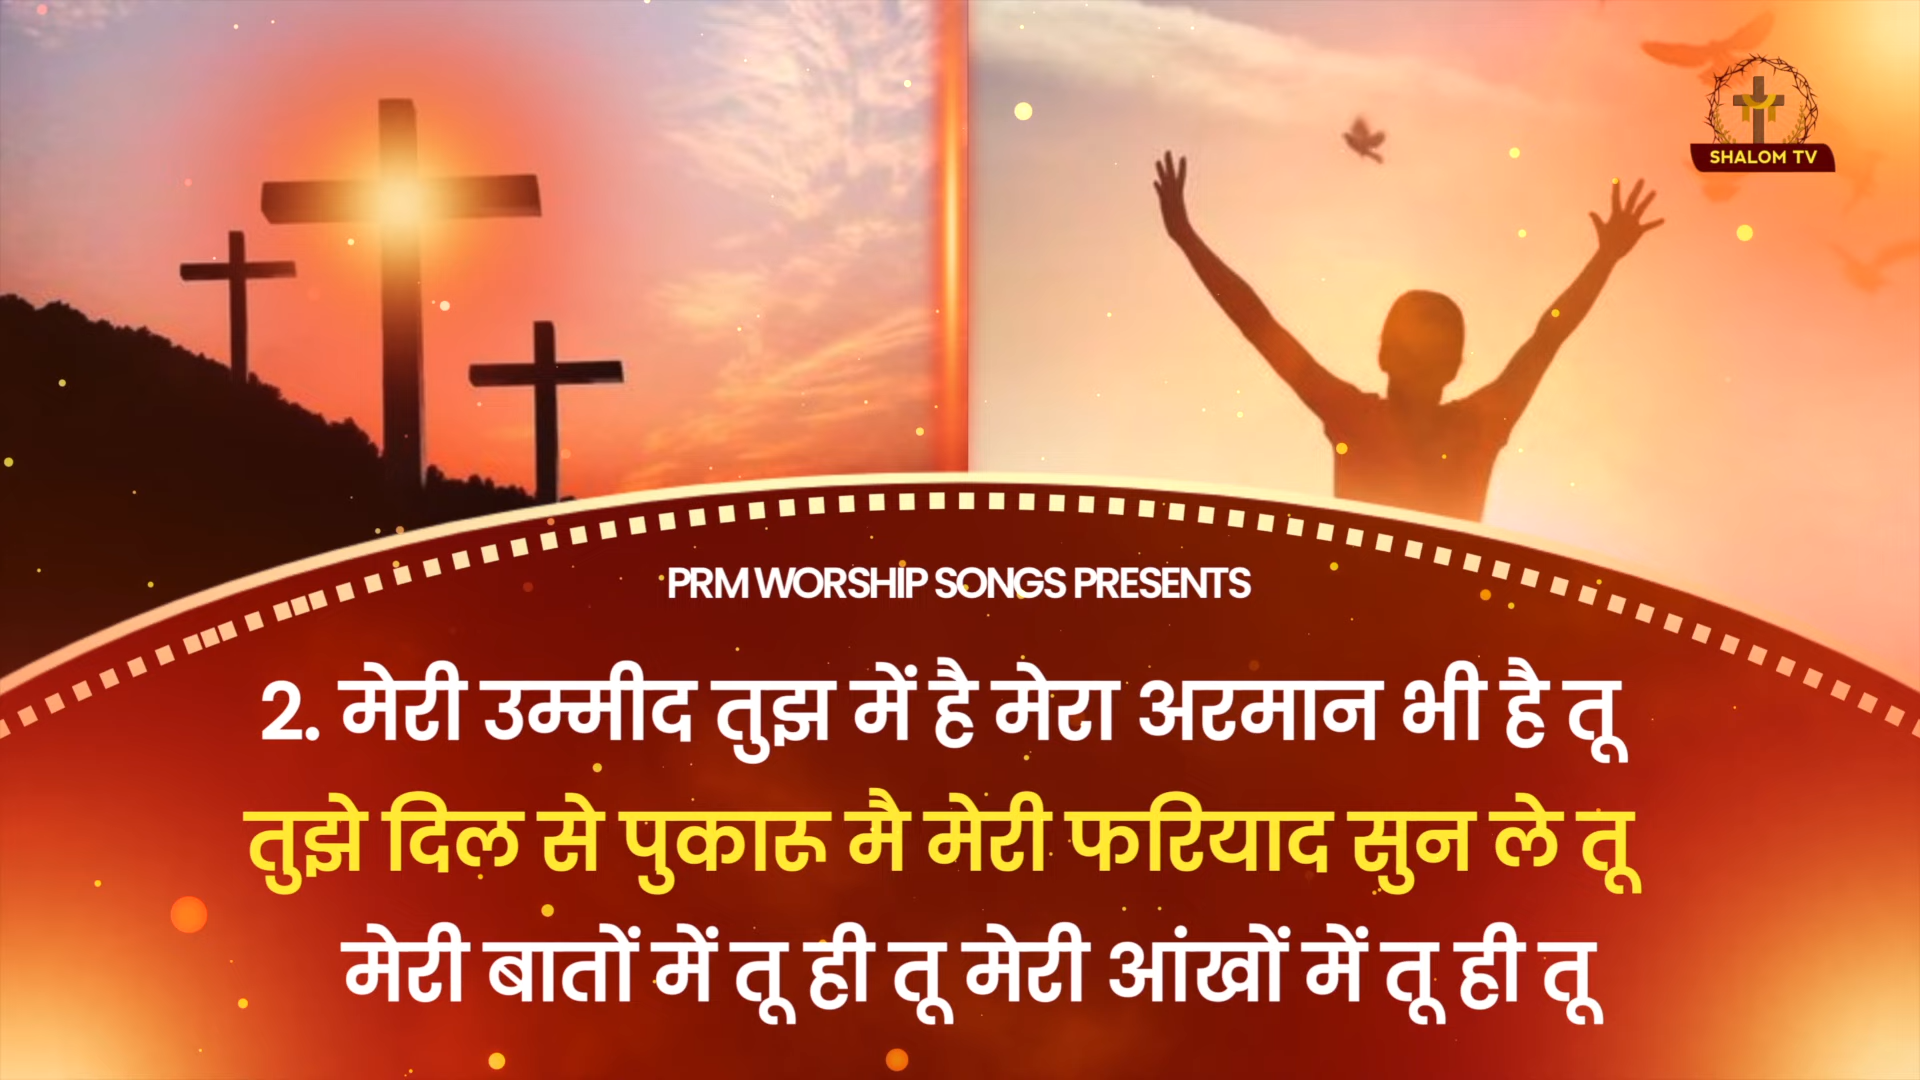 SHALOM TV
PRM WORSHIP SONGS PRESENTS
2. मेरी उम्मीद तुझ में है मेरा अरमान भी है तू
तुझे दिल से पुकारू मै मेरी फरियाद सुन ले तू
मेरी बातों में तू ही तू मेरी आंखों में तू ही तू